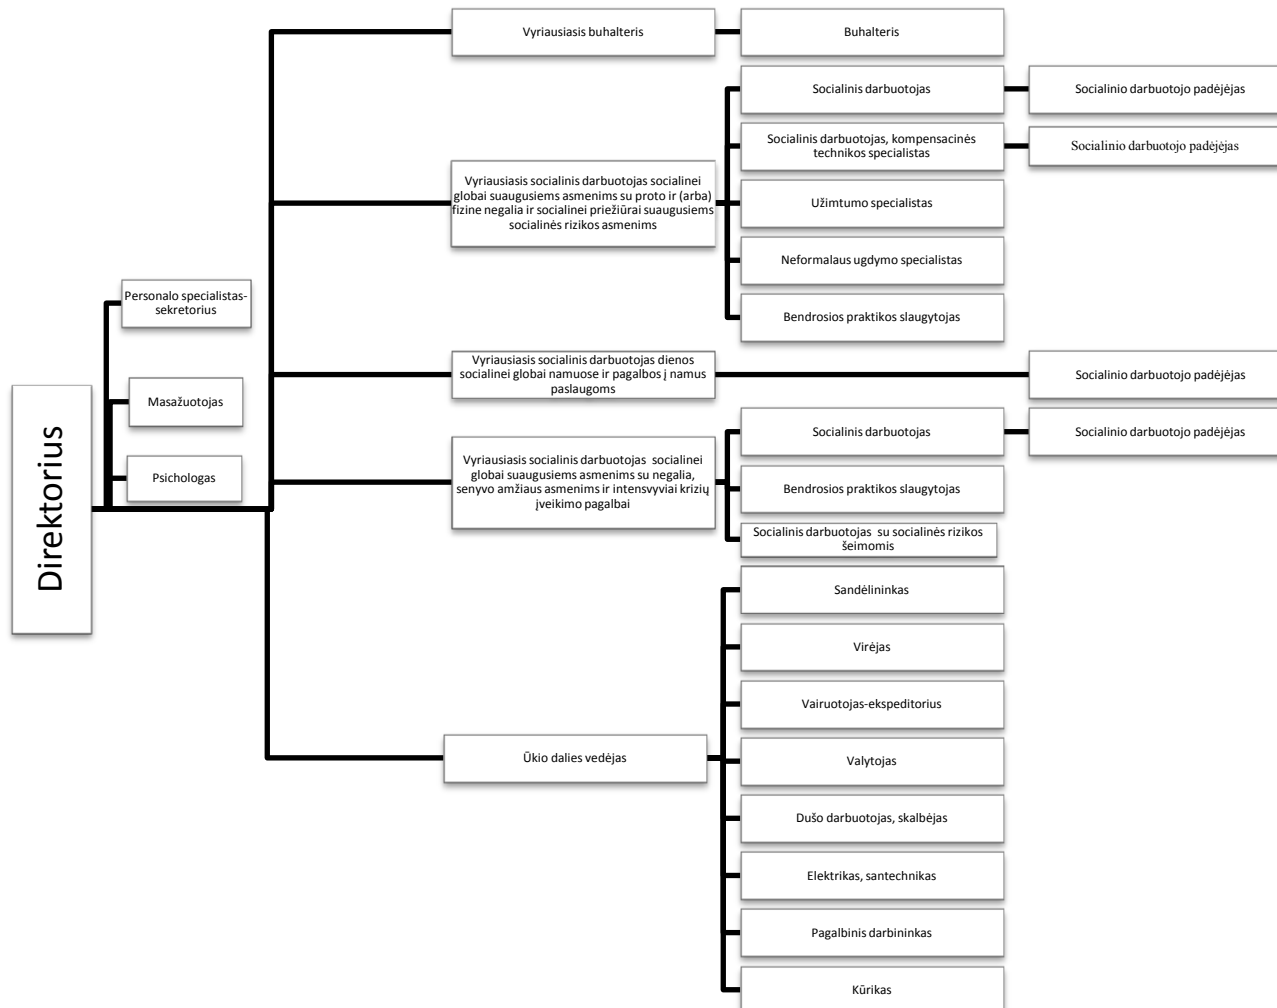 Direktorius
Personalo specialistas-
sekretorius
Masažuotojas
Psichologas
Vyriausiasis buhalteris
Buhalteris
Vyriausiasis socialinis darbuotojas socialinei
globai suaugusiems asmenims su proto ir (arba)
fizine negalia ir socialinei priežiūrai suaugusiems
socialinės rizikos asmenims
Socialinis darbuotojas
Socialinio darbuotojo padėjėjas
Socialinis darbuotojas, kompensacinės
technikos specialistas
Socialinio darbuotojo padėjėjas
Užimtumo specialistas
Neformalaus ugdymo specialistas
Bendrosios praktikos slaugytojas
Vyriausiasis socialinis darbuotojas dienos
socialinei globai namuose ir pagalbos į namus
paslaugoms
Socialinio darbuotojo padėjėjas
Vyriausiasis socialinis darbuotojas  socialinei
globai suaugusiems asmenims su negalia,
senyvo amžiaus asmenims ir intensvyviai krizių
įveikimo pagalbai
Socialinis darbuotojas
Socialinio darbuotojo padėjėjas
Bendrosios praktikos slaugytojas
Socialinis darbuotojas  su socialinės rizikos
šeimomis
Ūkio dalies vedėjas
Sandėlininkas
Virėjas
Vairuotojas-ekspeditorius
Valytojas
Dušo darbuotojas, skalbėjas
Elektrikas, santechnikas
Pagalbinis darbininkas
Kūrikas